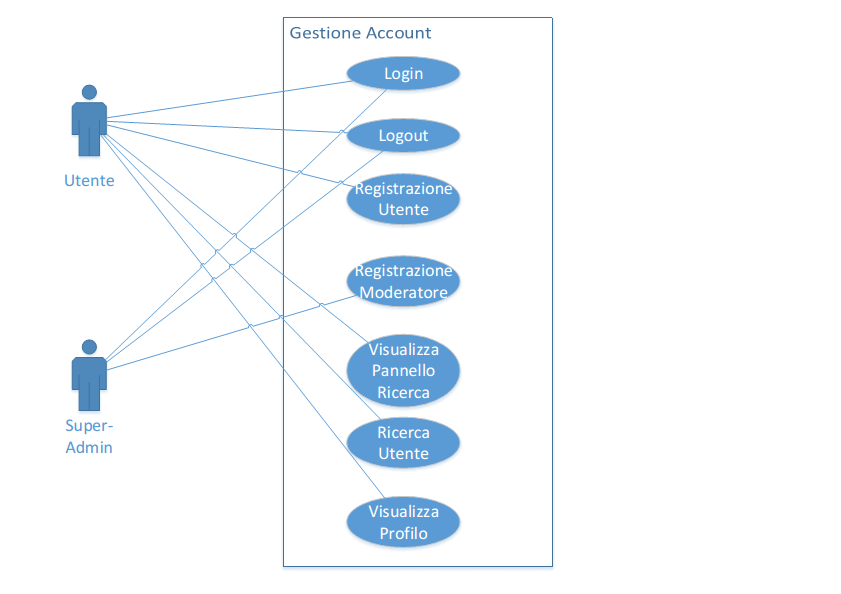 Gestione Account
Login
Logout
Registrazione
Utente
Registrazione
Moderatore
Visualizza
Pannello
Ricerca
Ricerca
Utente
Visualizza
Profilo
Utente
Super-
Admin